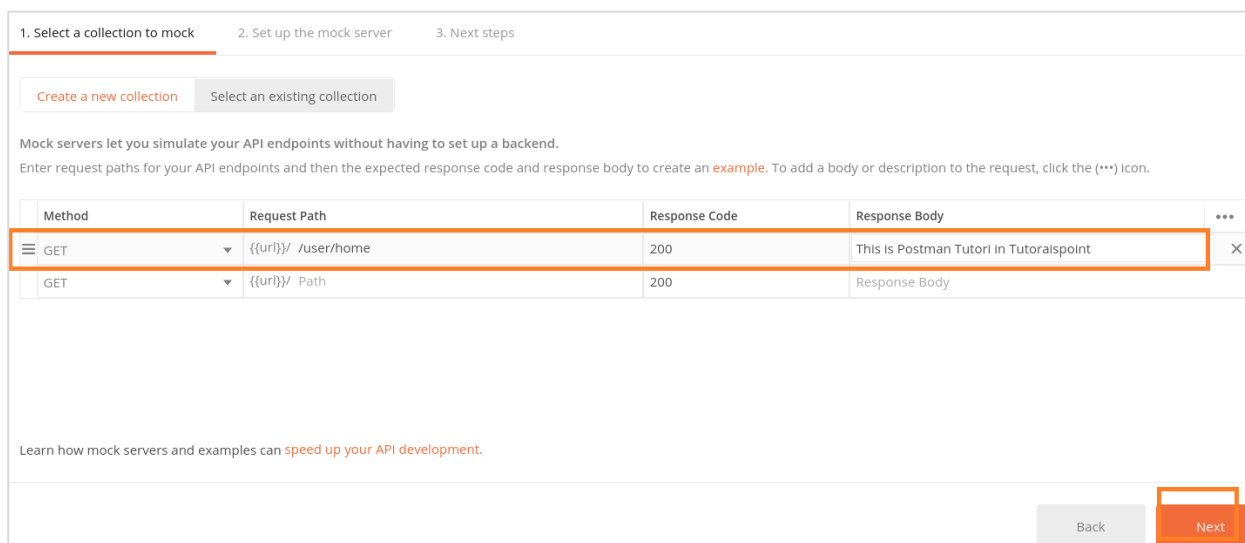 1. Select a collection to mock 2. Set up the mock server 3. Next steps
Create a new collection Select an existing collection
Mock servers let you simulate your API endpoints without having to set up a backend.
Enter request paths for your API endpoints and then the expected response code and response body to create an example. To add a body or description to the request, click the (•••) icon.
Method Request Path Response Code Response Body •••
GET {{url}}/ /user/home 200 This is Postman Tutori in Tutoraispoint
GET {{url}}/ Path 200 Response Body
Learn how mock servers and examples can speed up your API development.
Back Next